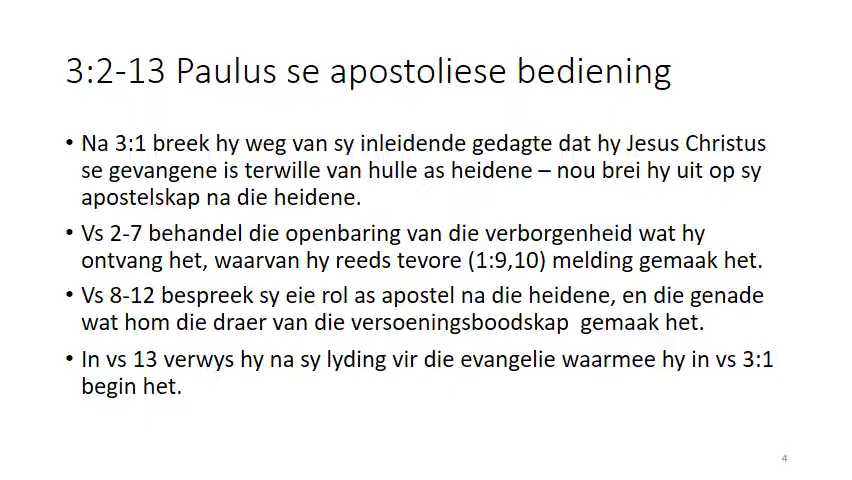 3:2-13 Paulus se apostoliese bediening
• Na 3:1 breek hy weg van sy inleidende gedagte dat hy Jesus Christus
se gevangene is terwille van hulle as heidene – nou brei hy uit op sy
apostelskap na die heidene.
• Vs 2-7 behandel die openbaring van die verborgenheid wat hy
ontvang het, waarvan hy reeds tevore (1:9,10) melding gemaak het.
• Vs 8-12 bespreek sy eie rol as apostel na die heidene, en die genade
wat hom die draer van die versoeningsboodskap  gemaak het.
• In vs 13 verwys hy na sy lyding vir die evangelie waarmee hy in vs 3:1
begin het.
4